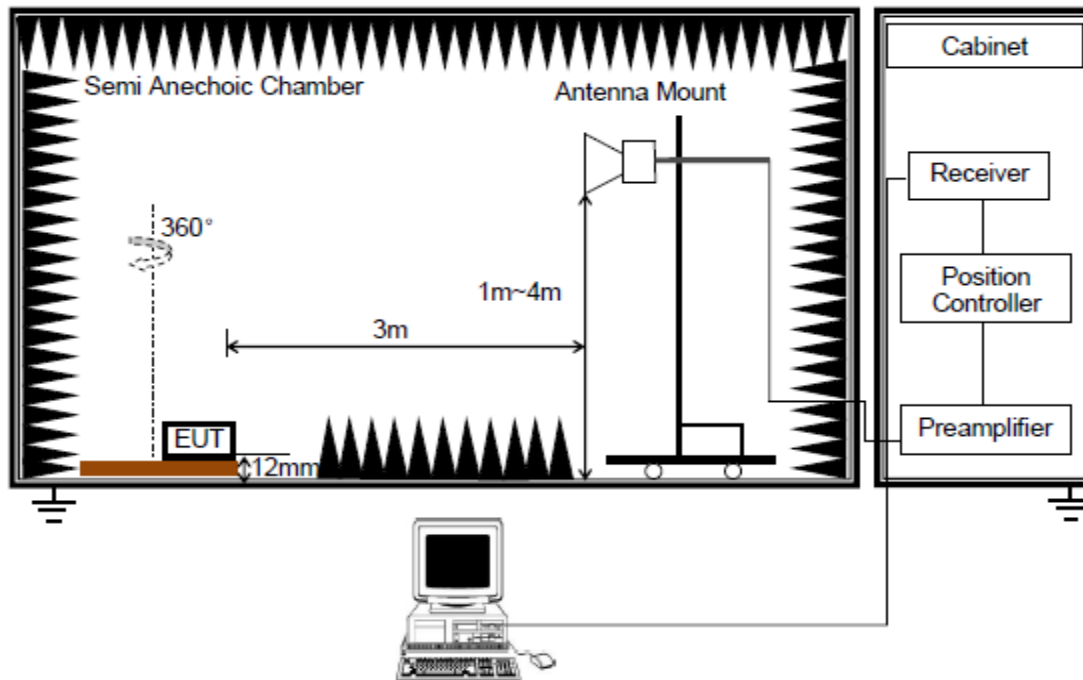 Cabinet
Semi Anechoic Chamber
Antenna Mount
Receiver
360°
1m~4m
Position
Controller
3m
Preamplifier
EUT
12mm